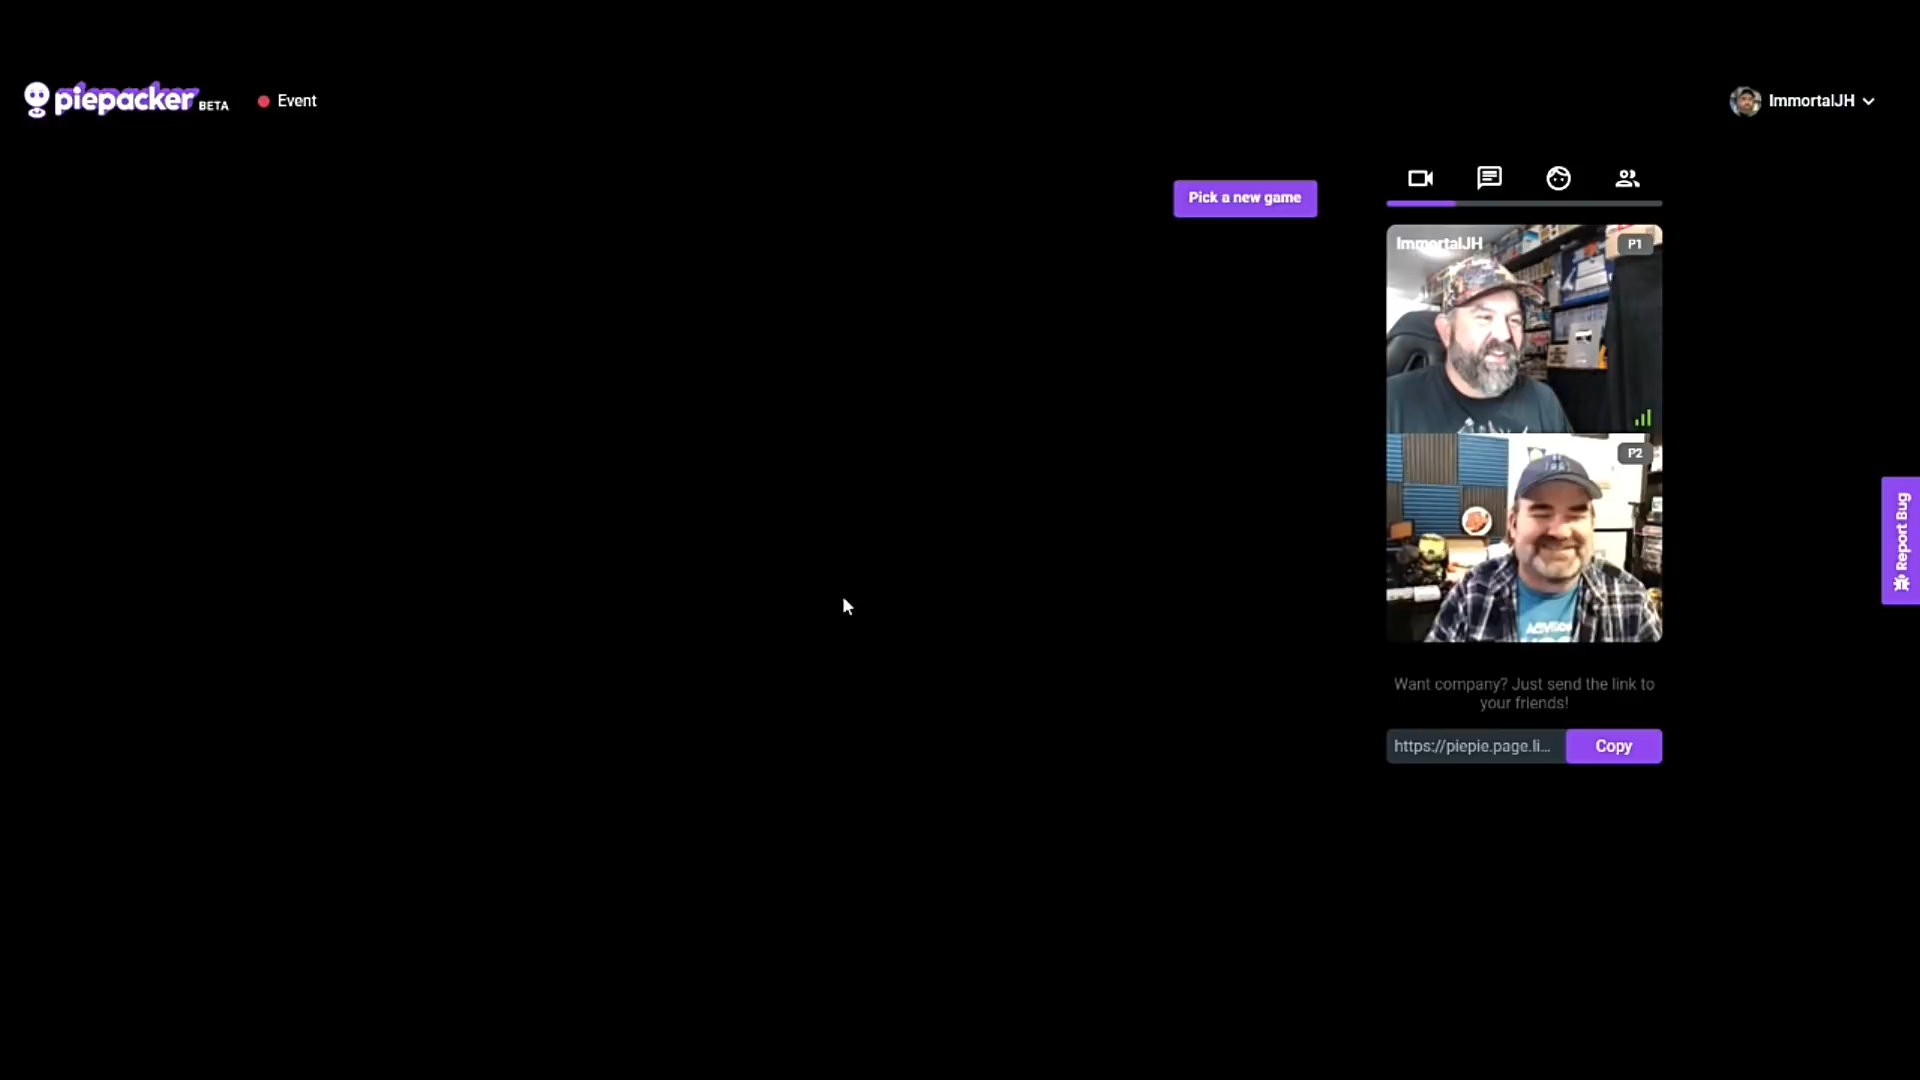 piepacker BETA
Event
ImmortalJH
Pick a new game
ImmortalJH
P1
P2
Want company? Just send the link to
your friends!
https://piepie.page.li...
Copy
Report Bug